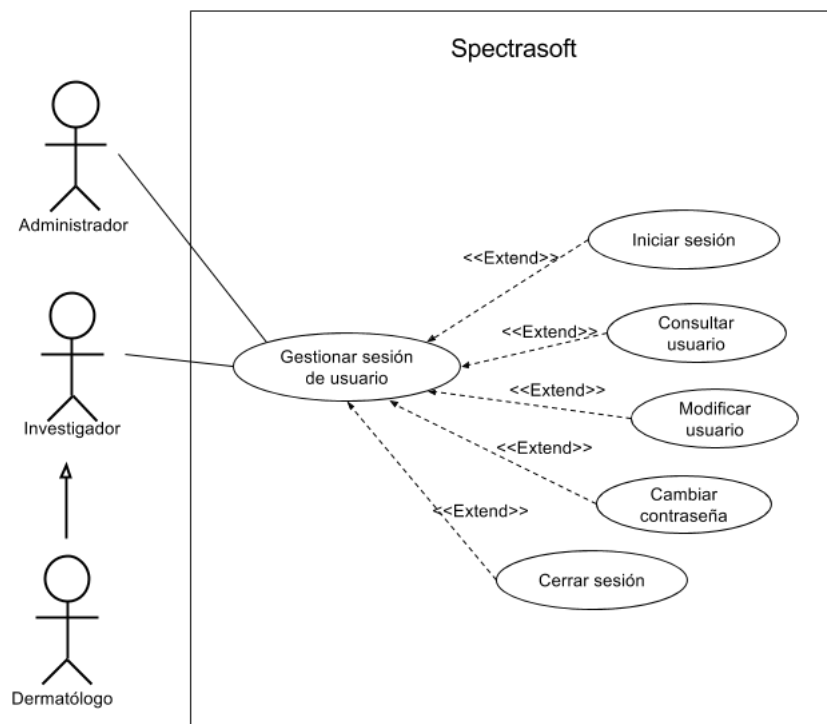 Spectrasoft
Administrador
Iniciar sesión
<<Extend>>
Consultar
usuario
<<Extend>>
Gestionar sesión
de usuario
<<Extend>>
Modificar
usuario
Investigador
<<Extend>>
Cambiar
contraseña
<<Extend>>
Cerrar sesión
Dermatólogo